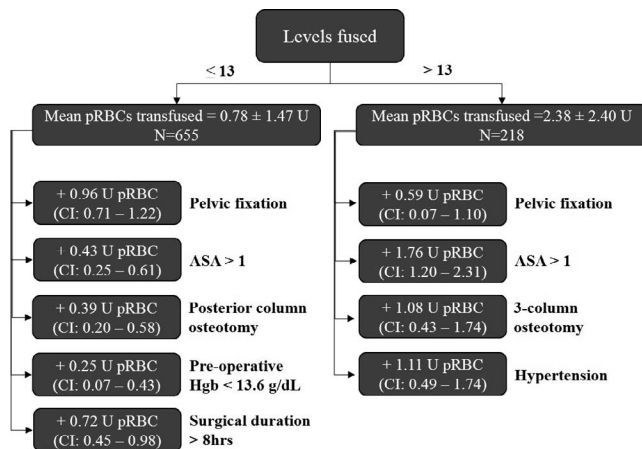 Levels fused
≤ 13
> 13
Mean pRBCs transfused = 0.78 ± 1.47 U
N=655
Mean pRBCs transfused =2.38 ± 2.40 U
N=218
+ 0.96 U pRBC
(CI: 0.71 – 1.22)
Pelvic fixation
+ 0.43 U pRBC
(CI: 0.25 – 0.61)
ASA > 1
+ 0.39 U pRBC
(CI: 0.20 – 0.58)
Posterior column
osteotomy
+ 0.25 U pRBC
(CI: 0.07 – 0.43)
Pre-operative
Hgb < 13.6 g/dL
+ 0.72 U pRBC
(CI: 0.45 – 0.98)
Surgical duration
> 8hrs
+ 0.59 U pRBC
(CI: 0.07 – 1.10)
Pelvic fixation
+ 1.76 U pRBC
(CI: 1.20 – 2.31)
ASA > 1
+ 1.08 U pRBC
(CI: 0.43 – 1.74)
3-column
osteotomy
+ 1.11 U pRBC
(CI: 0.49 – 1.74)
Hypertension